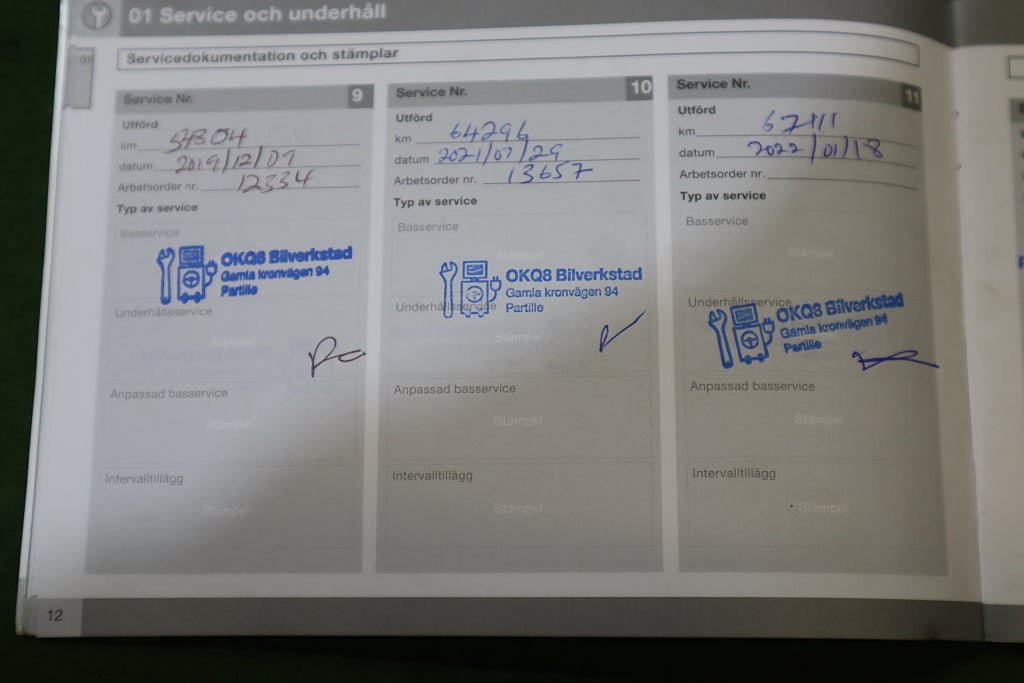 01 Service och underhåll
01
Servicedokumentation och stämplar
Service Nr. 9
Utförd
km 54804
datum 2019/12/09
Arbetsorder nr. 12334
Typ av service
Basservice
OKQ8 Bilverkstad
Gamla kronvägen 94
Partille
Underhållsservice
Stämpel
Anpassad basservice
Stämpel
Intervalltillägg
Stämpel
Service Nr. 10
Utförd
km 64296
datum 2021/07/29
Arbetsorder nr. 13657
Typ av service
Basservice
Stämpel
OKQ8 Bilverkstad
Gamla kronvägen 94
Partille
Underhållsservice
Stämpel
Anpassad basservice
Stämpel
Intervalltillägg
Stämpel
Service Nr. 11
Utförd
km 67111
datum 2022/01/18
Arbetsorder nr.
Typ av service
Basservice
Stämpel
Underhållsservice
OKQ8 Bilverkstad
Gamla kronvägen 94
Partille
Anpassad basservice
Stämpel
Intervalltillägg
Stämpel
12